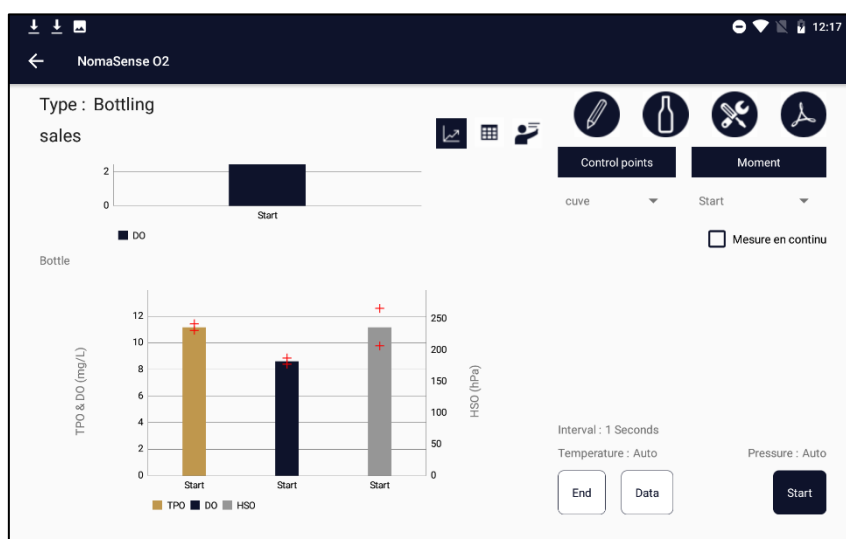 12:17
NomaSense O2
Type : Bottling
sales
Control points
Moment
cuve
Start
Mesure en continu
2
0
Start
DO
Bottle
12
10
8
6
4
2
0
TPO & DO (mg/L)
250
200
150
100
50
0
HSO (hPa)
Start
Start
Start
TPO DO HSO
Interval : 1 Seconds
Temperature : Auto
Pressure : Auto
End
Data
Start